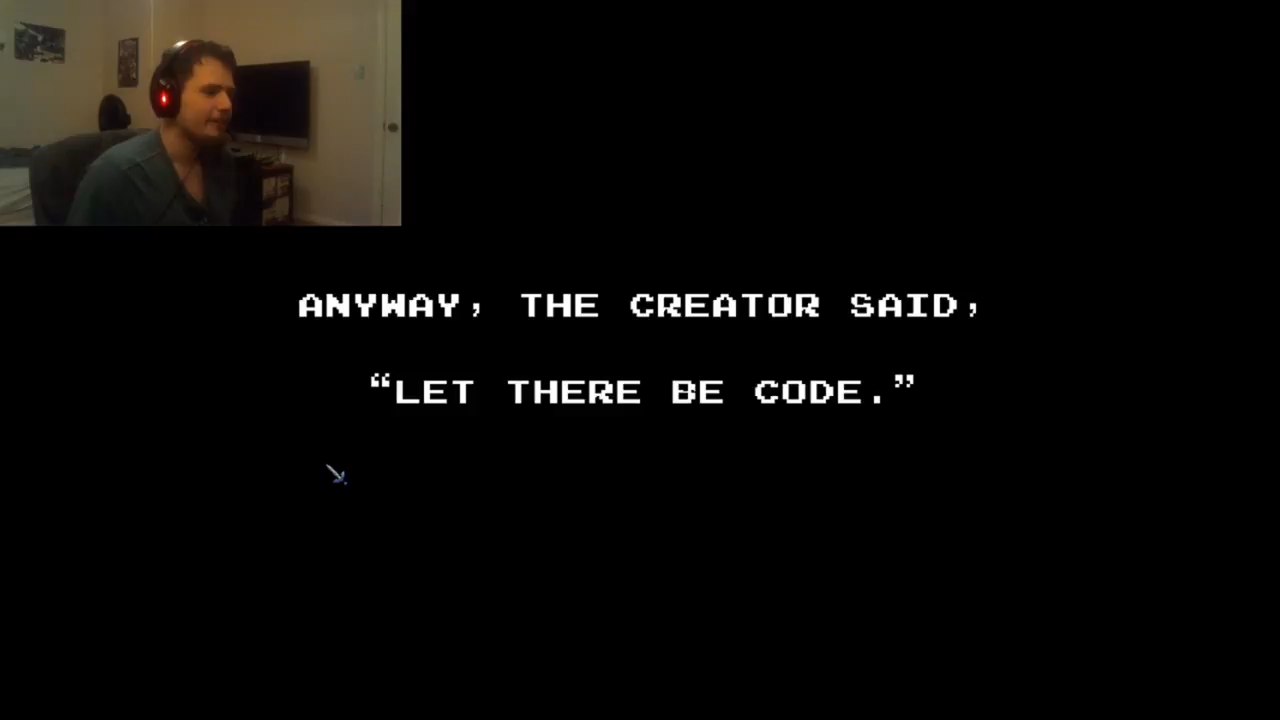 ANYWAY, THE CREATOR SAID,
“LET THERE BE CODE.”